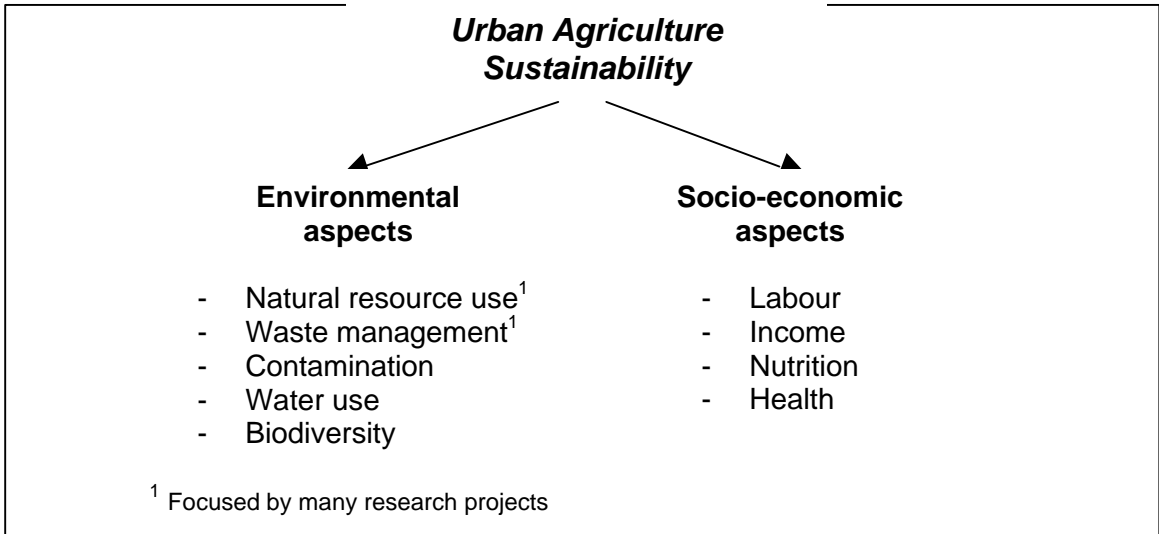 Urban Agriculture
Sustainability
Environmental
aspects
- Natural resource use¹
- Waste management¹
- Contamination
- Water use
- Biodiversity
Socio-economic
aspects
- Labour
- Income
- Nutrition
- Health
¹ Focused by many research projects